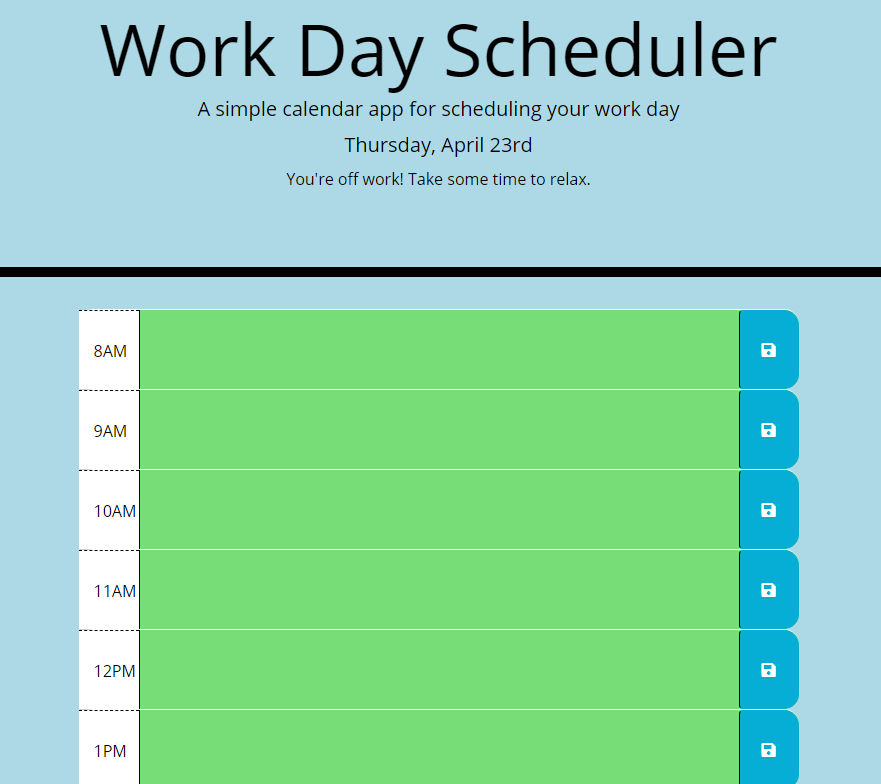 Work Day Scheduler
A simple calendar app for scheduling your work day
Thursday, April 23rd
You're off work! Take some time to relax.
8AM
9AM
10AM
11AM
12PM
1PM